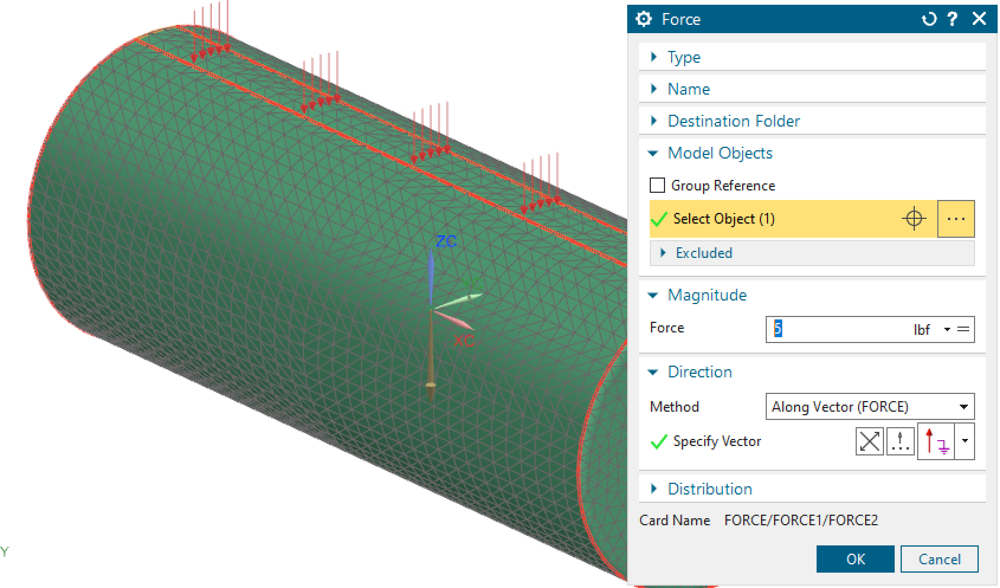 Force
?
Type
Name
Destination Folder
Model Objects
Group Reference
Select Object (1)
...
Excluded
Magnitude
Force 5 lbf
Direction
Method Along Vector (FORCE)
Specify Vector
Distribution
Card Name FORCE/FORCE1/FORCE2
OK Cancel
ZC
XC
Y